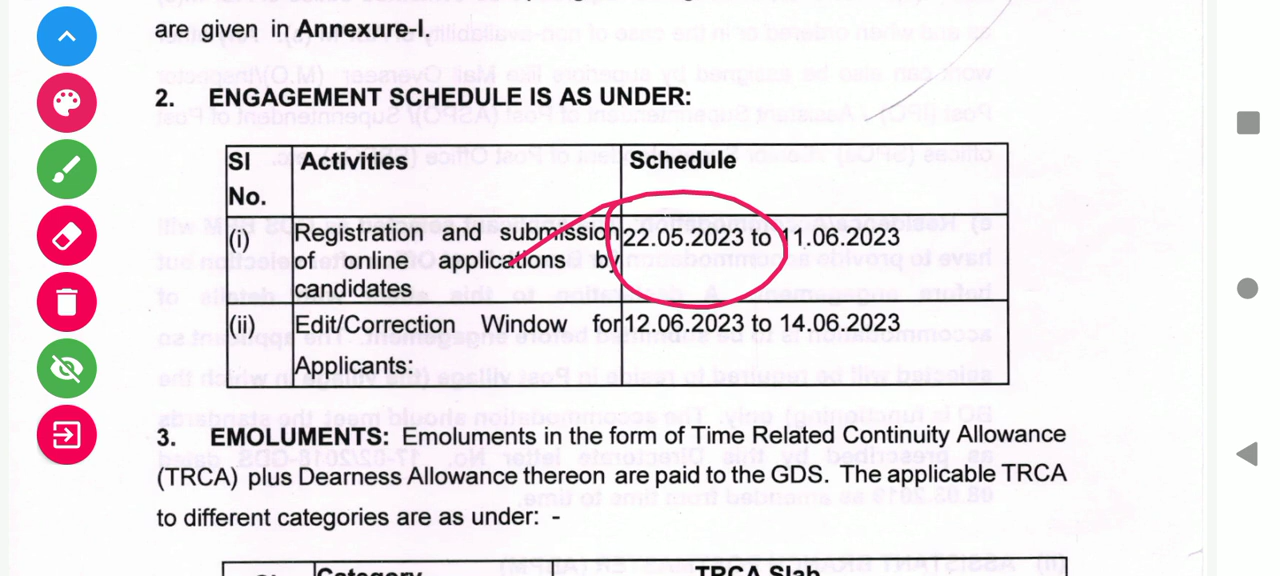 are given in Annexure-I.
2. ENGAGEMENT SCHEDULE IS AS UNDER:
Sl No. Activities Schedule
(i) Registration and submission 22.05.2023 to 11.06.2023
of online applications by
candidates
(ii) Edit/Correction Window for 12.06.2023 to 14.06.2023
Applicants:
3. EMOLUMENTS: Emoluments in the form of Time Related Continuity Allowance
(TRCA) plus Dearness Allowance thereon are paid to the GDS. The applicable TRCA
to different categories are as under: -
Category TRCA Slab